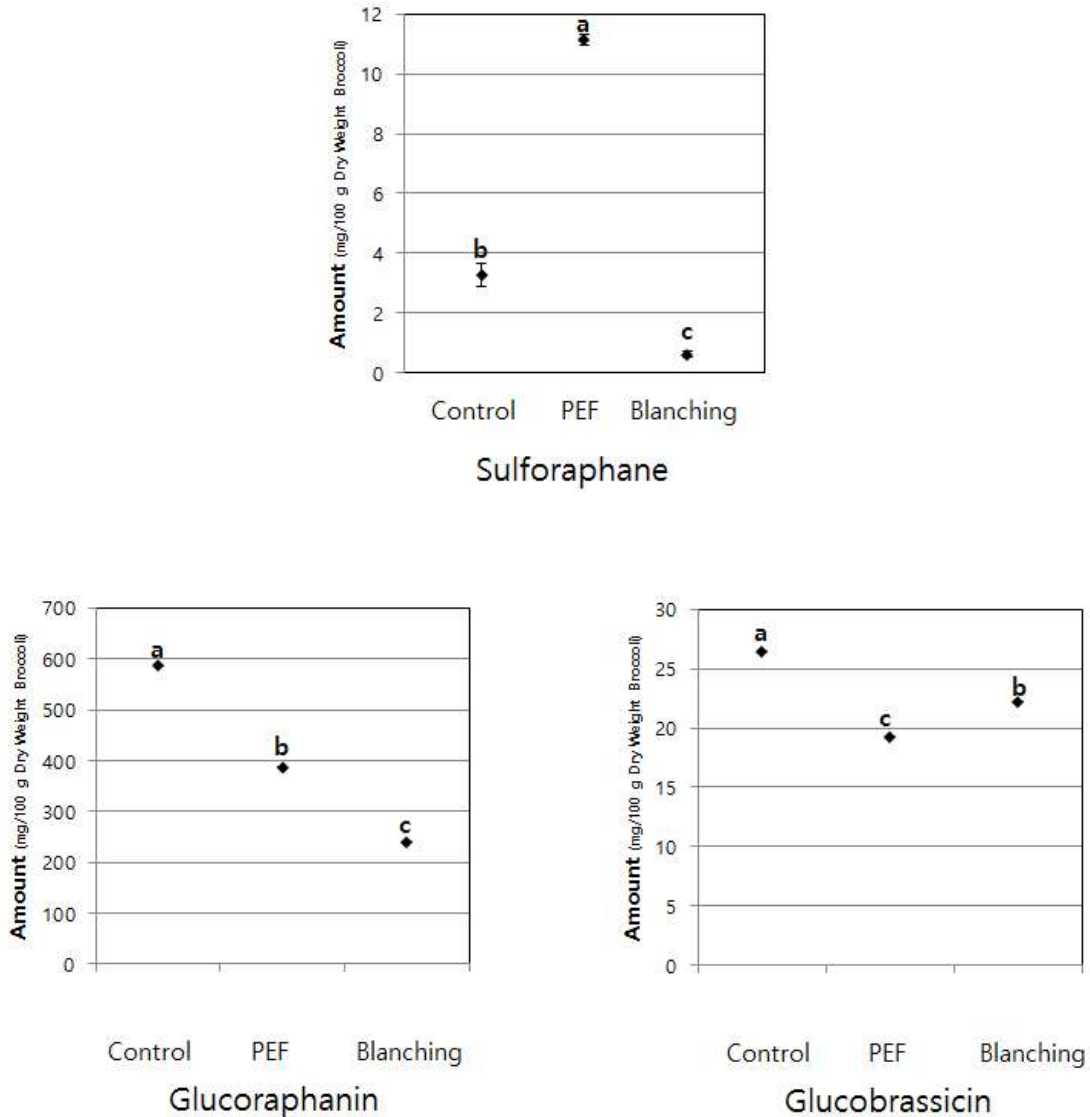 Amount (mg/100 g Dry Weight Broccoli)
12
10
8
6
4
2
0
a
b
c
Control PEF Blanching
Sulforaphane
Amount (mg/100 g Dry Weight Broccoli)
700
600
500
400
300
200
100
0
a
b
c
Control PEF Blanching
Glucoraphanin
Amount (mg/100 g Dry Weight Broccoli)
30
25
20
15
10
5
0
a
b
c
Control PEF Blanching
Glucobrassicin